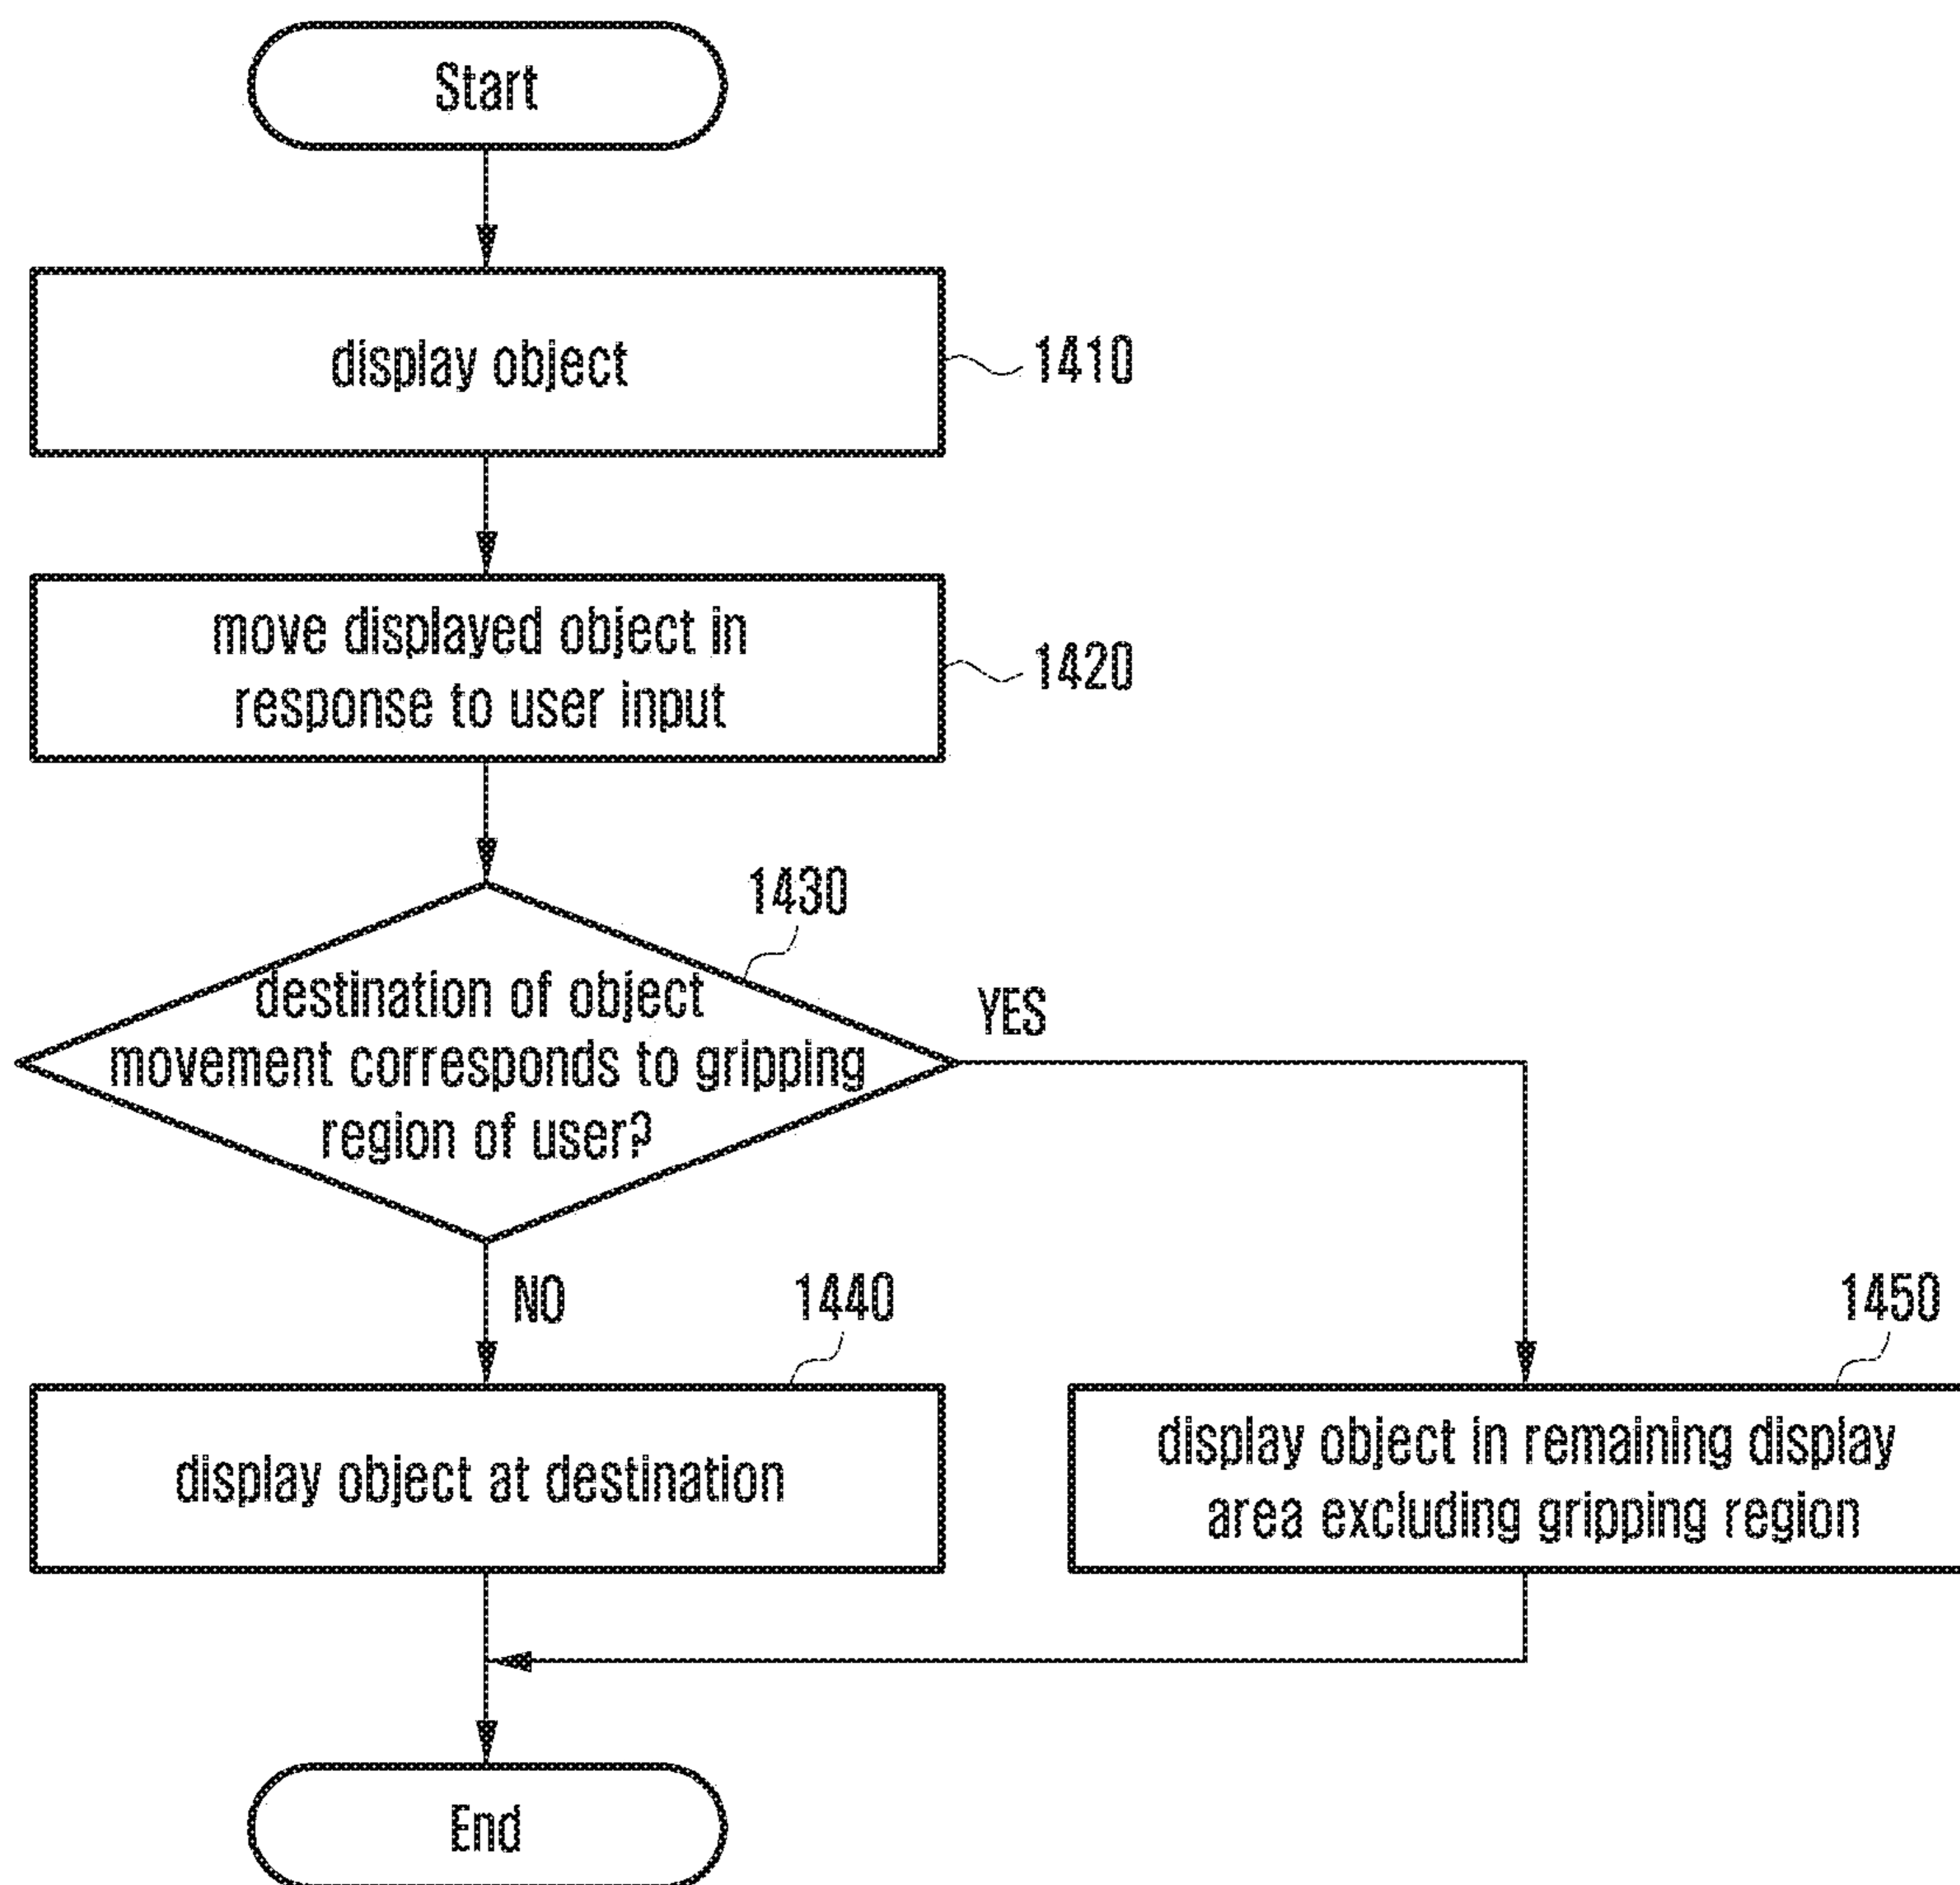 Start
display object
1410
move displayed object in
response to user input
1420
1430
destination of object
movement corresponds to gripping
region of user?
YES
NO
1440
1450
display object at destination
display object in remaining display
area excluding gripping region
End